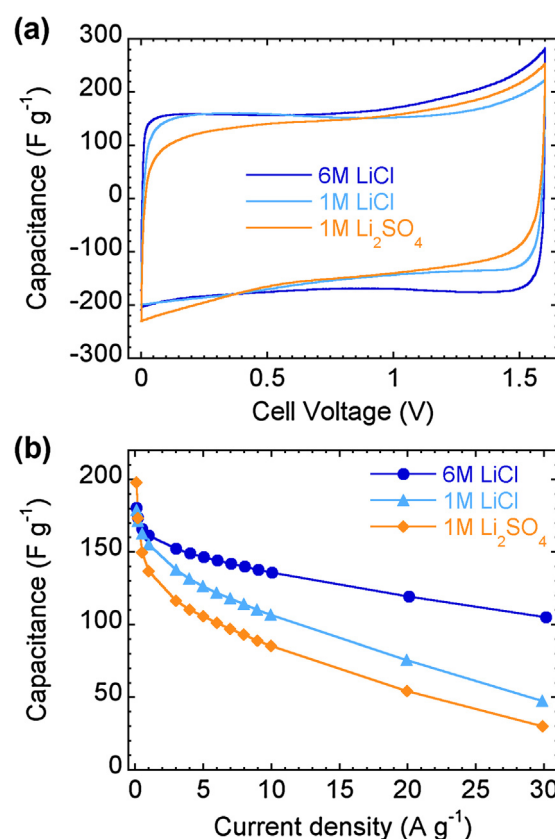 (a)
300
200
100
0
-100
-200
-300
Capacitance (F g⁻¹)
6M LiCl
1M LiCl
1M Li₂SO₄
0 0.5 1 1.5
Cell Voltage (V)
(b)
200
150
100
50
0
Capacitance (F g⁻¹)
6M LiCl
1M LiCl
1M Li₂SO₄
0 5 10 15 20 25 30
Current density (A g⁻¹)